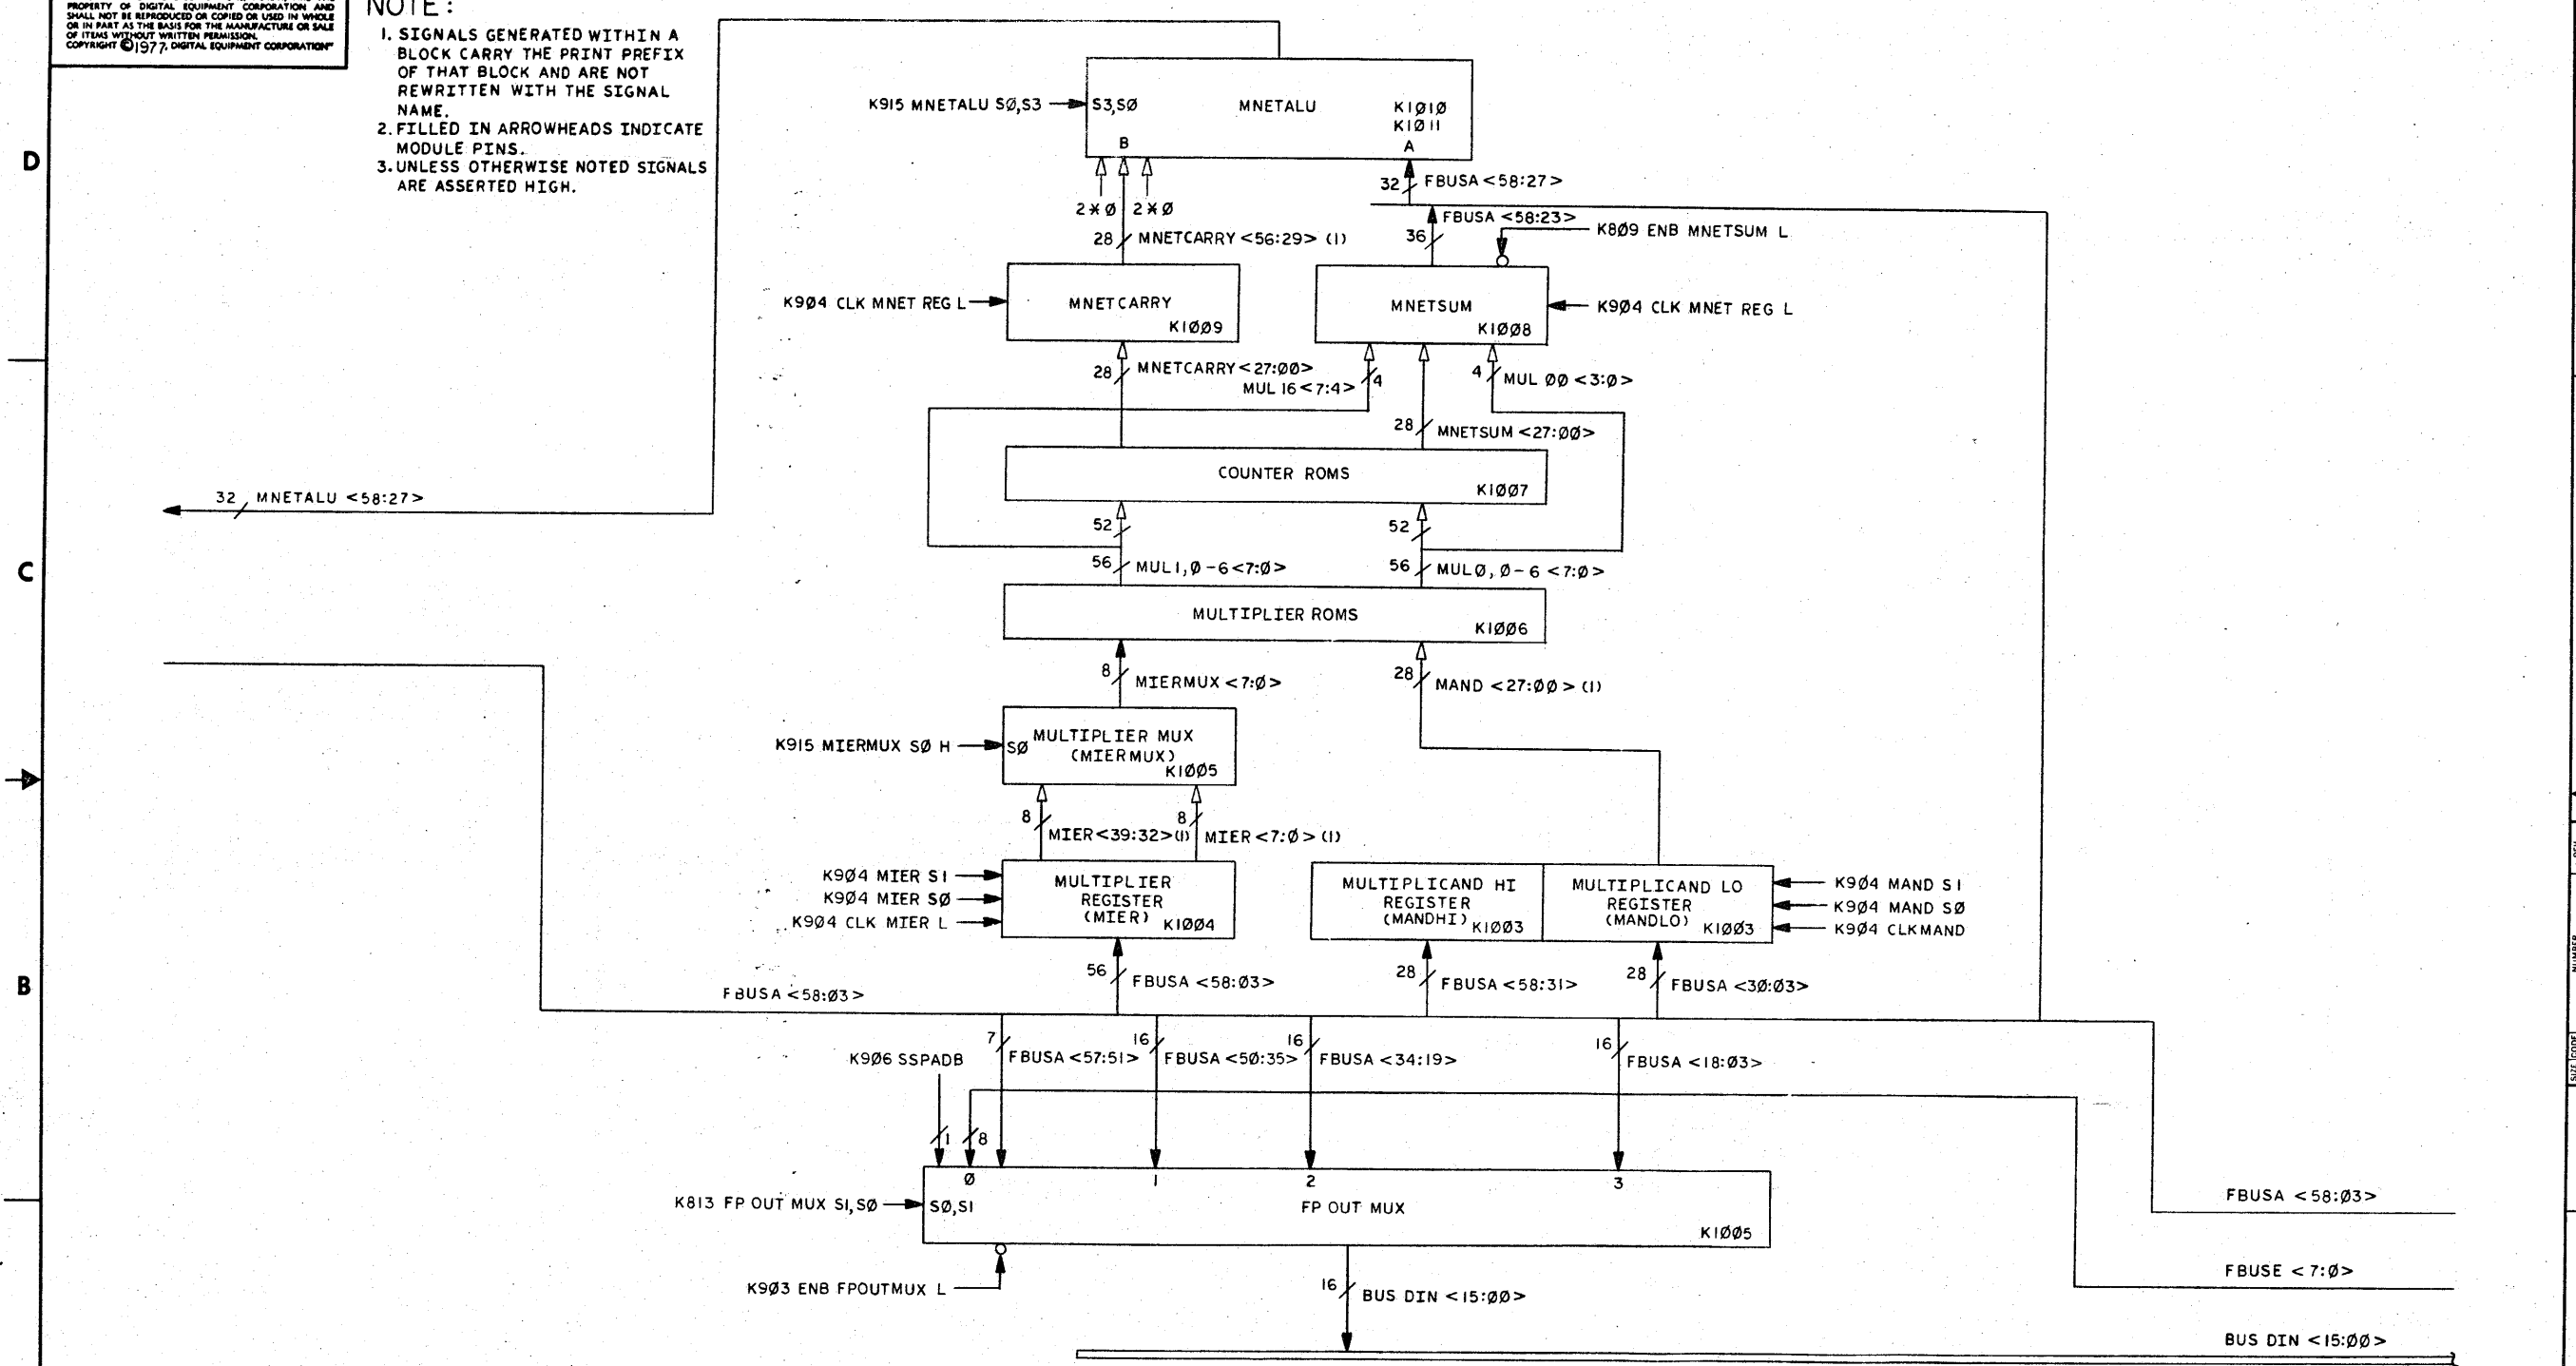 PROPERTY OF DIGITAL EQUIPMENT CORPORATION AND
SHALL NOT BE REPRODUCED OR COPIED OR USED IN WHOLE
OR IN PART AS THE BASIS FOR THE MANUFACTURE OR SALE
OF ITEMS WITHOUT WRITTEN PERMISSION.
COPYRIGHT ©1977, DIGITAL EQUIPMENT CORPORATION"
NOTE:
1. SIGNALS GENERATED WITHIN A
BLOCK CARRY THE PRINT PREFIX
OF THAT BLOCK AND ARE NOT
REWRITTEN WITH THE SIGNAL
NAME.
2. FILLED IN ARROWHEADS INDICATE
MODULE PINS.
3. UNLESS OTHERWISE NOTED SIGNALS
ARE ASSERTED HIGH.
D
K915 MNETALU SØ,S3
S3,SØ
MNETALU
K1Ø1Ø
K1Ø11
B
A
32
FBUSA <58:27>
2*Ø
2*Ø
FBUSA <58:23>
36
K8Ø9 ENB MNETSUM L
28
MNETCARRY <56:29> (1)
K9Ø4 CLK MNET REG L
MNETCARRY
K1ØØ9
MNETSUM
K1ØØ8
K9Ø4 CLK MNET REG L
28
MNETCARRY <27:ØØ>
MUL 16 <7:4>
4
4
MUL ØØ <3:Ø>
28
MNETSUM <27:ØØ>
COUNTER ROMS
K1ØØ7
32
MNETALU <58:27>
52
52
C
56
MUL1, Ø-6 <7:Ø>
56
MULØ, Ø-6 <7:Ø>
MULTIPLIER ROMS
K1ØØ6
8
MIERMUX <7:Ø>
28
MAND <27:ØØ> (1)
K915 MIERMUX SØ H
SØ
MULTIPLIER MUX
(MIERMUX)
K1ØØ5
8
MIER<39:32>(1)
8
MIER <7:Ø> (1)
K9Ø4 MIER S1
K9Ø4 MIER SØ
K9Ø4 CLK MIER L
MULTIPLIER
REGISTER
(MIER)
K1ØØ4
MULTIPLICAND HI
REGISTER
(MANDHI)
K1ØØ3
MULTIPLICAND LO
REGISTER
(MANDLO)
K1ØØ3
K9Ø4 MAND S1
K9Ø4 MAND SØ
K9Ø4 CLKMAND
NUMBER
B
FBUSA <58:Ø3>
56
FBUSA <58:Ø3>
28
FBUSA <58:31>
28
FBUSA <3Ø:Ø3>
K9Ø6 SSPADB
7
FBUSA <57:51>
16
FBUSA <5Ø:35>
16
FBUSA <34:19>
16
FBUSA <18:Ø3>
SIZE CODE
1
8
Ø
1
2
3
K813 FP OUT MUX S1, SØ
SØ,S1
FP OUT MUX
K1ØØ5
FBUSA <58:Ø3>
K9Ø3 ENB FPOUTMUX L
16
BUS DIN <15:ØØ>
FBUSE <7:Ø>
BUS DIN <15:ØØ>